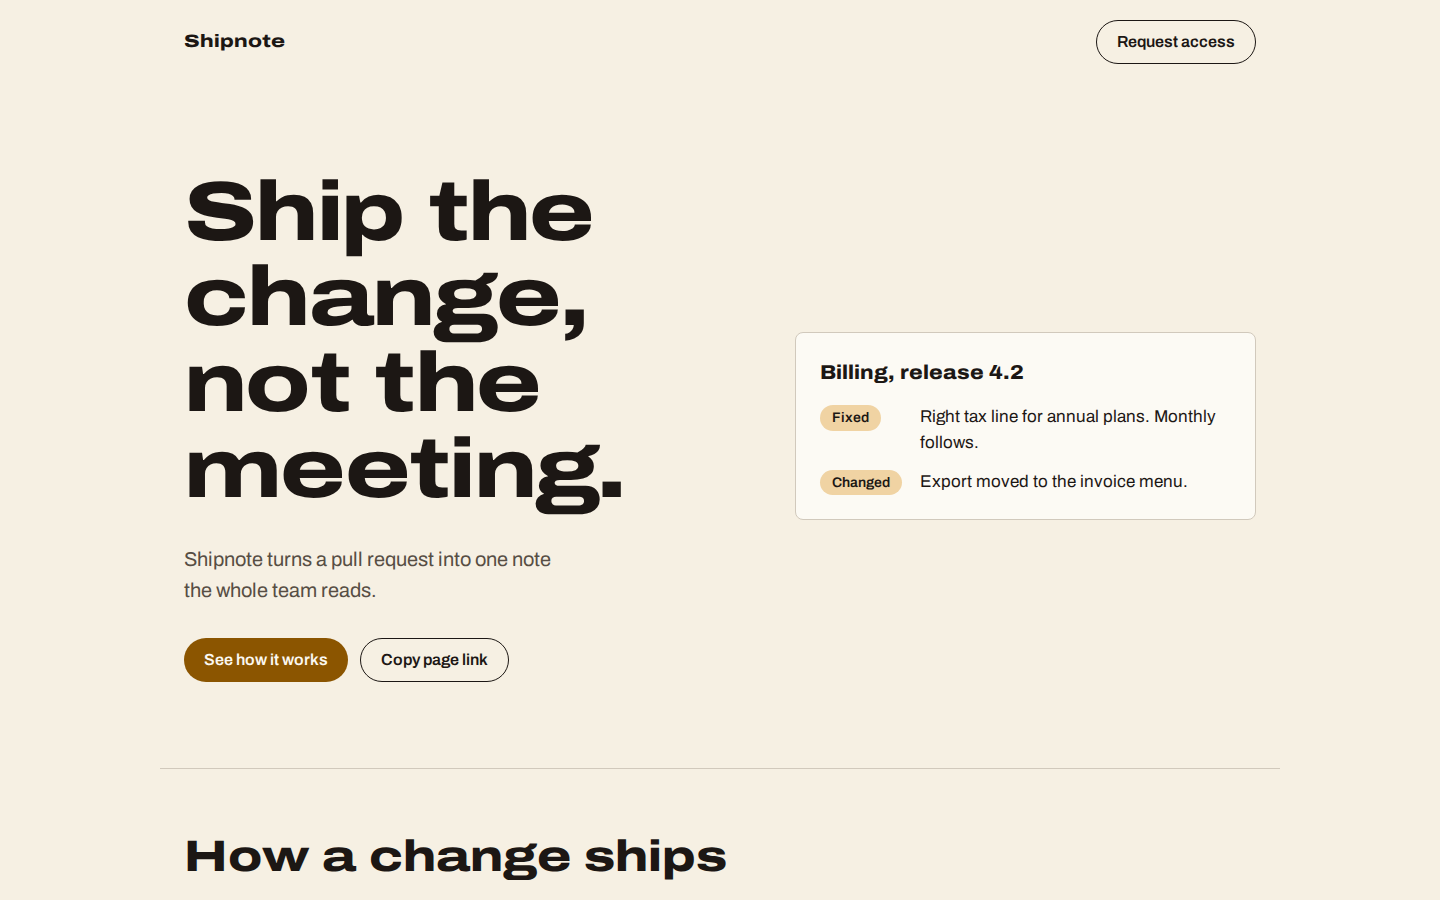 Shipnote
Request access
Ship the
change,
not the
meeting.
Shipnote turns a pull request into one note
the whole team reads.
See how it works
Copy page link
Billing, release 4.2
Fixed
Right tax line for annual plans. Monthly
follows.
Changed
Export moved to the invoice menu.
How a change ships